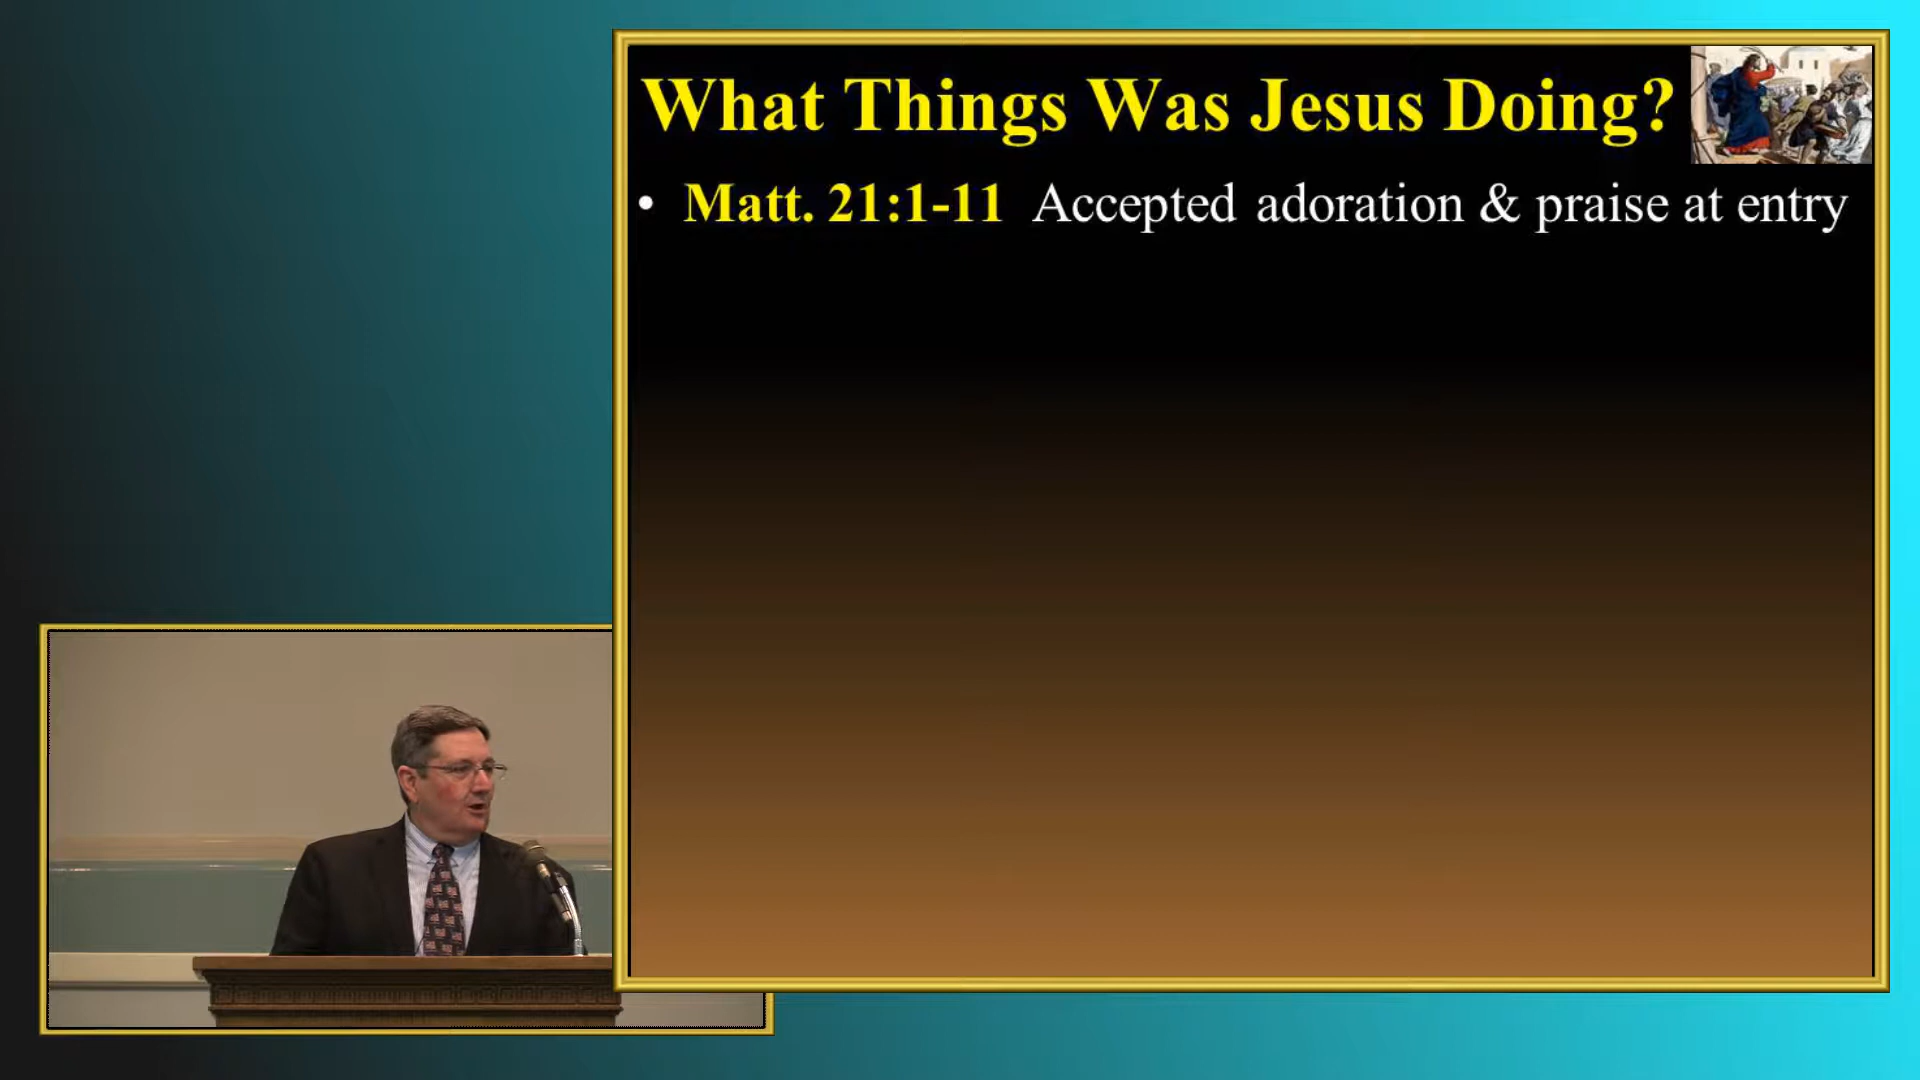 What Things Was Jesus Doing?
• Matt. 21:1-11 Accepted adoration & praise at entry